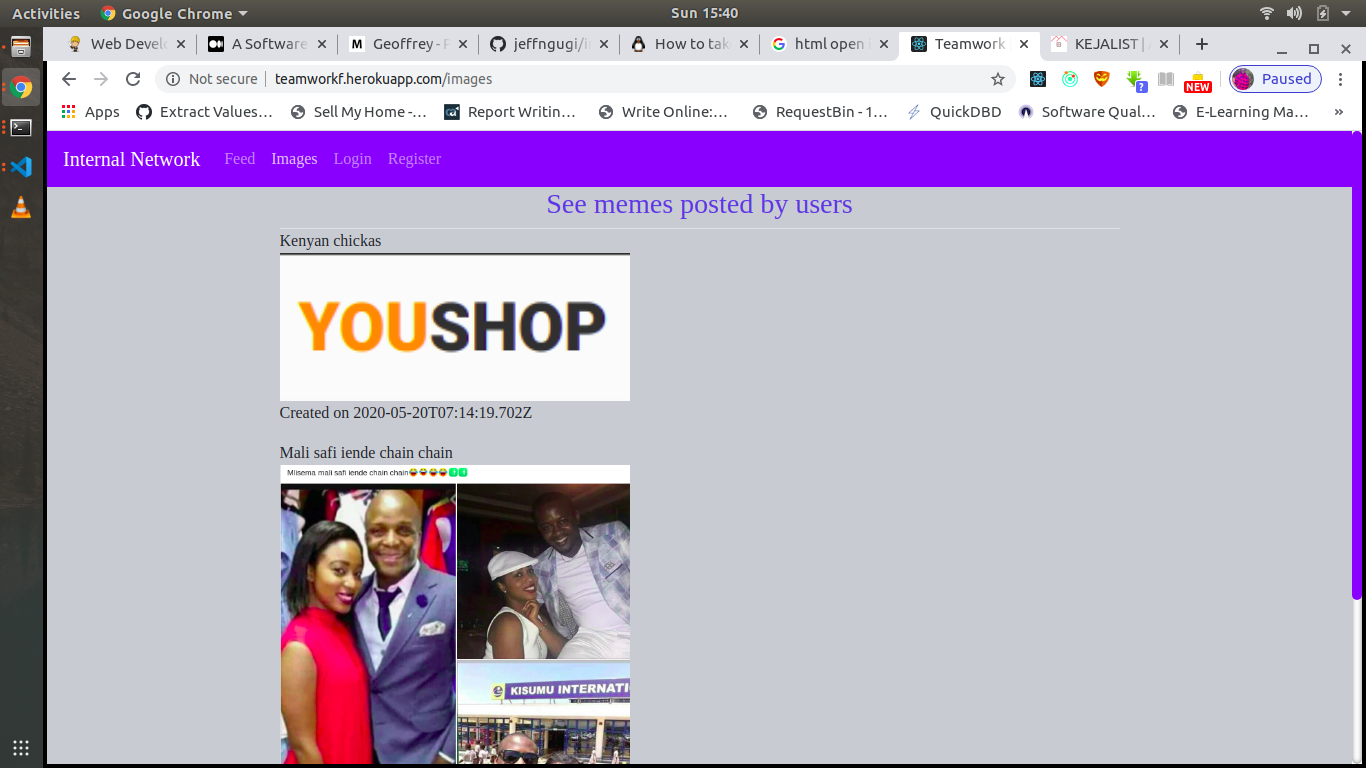 Activities Google Chrome Sun 15:40
Web Devel A Software Geoffrey - jeffngugi/i How to tak html open Teamwork KEJALIST |
Not secure teamworkf.herokuapp.com/images Paused
NEW
Apps Extract Values... Sell My Home -... Report Writin... Write Online:... RequestBin - 1... QuickDBD Software Qual... E-Learning Ma... »
Internal Network Feed Images Login Register
See memes posted by users
Kenyan chickas
YOUSHOP
Created on 2020-05-20T07:14:19.702Z
Mali safi iende chain chain
Mlisema mali safi iende chain chain😂😂😂😂
KISUMU INTERNATI